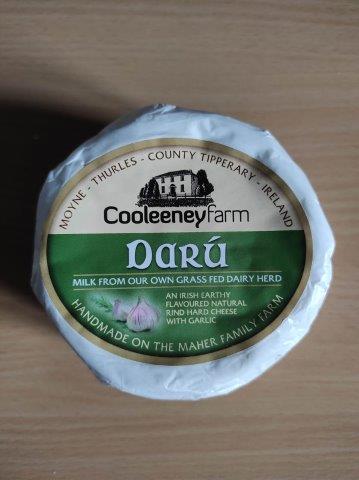 MOYNE - THURLES - COUNTY TIPPERARY - IRELAND
Cooleeneyfarm
Darú
MILK FROM OUR OWN GRASS FED DAIRY HERD
AN IRISH EARTHY
FLAVOURED NATURAL
RIND HARD CHEESE
WITH GARLIC
HANDMADE ON THE MAHER FAMILY FARM